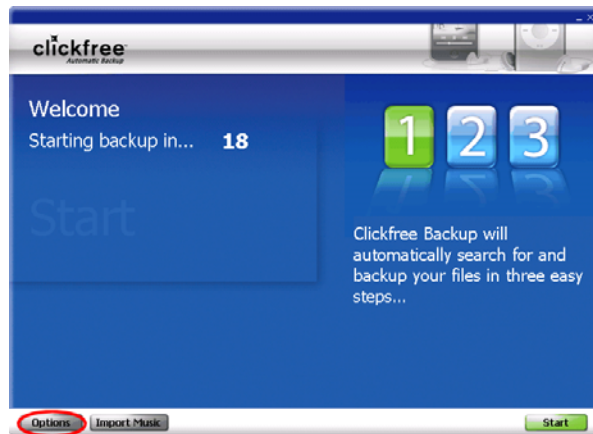 clickfree
Automatic Backup
Welcome
Starting backup in... 18
Start
1 2 3
Clickfree Backup will
automatically search for and
backup your files in three easy
steps...
Options
Import Music
Start